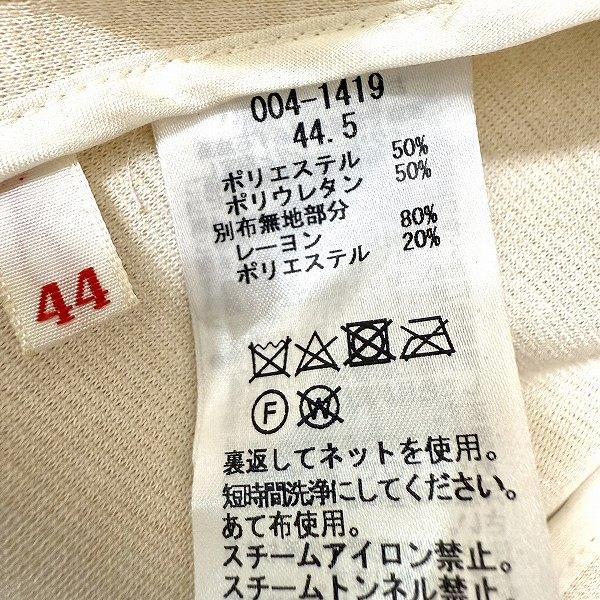 004-1419
44.5
ポリエステル 50%
ポリウレタン 50%
別布無地部分
レーヨン 80%
ポリエステル 20%
44
F W
裏返してネットを使用。
短時間洗浄にしてください。
あて布使用。
スチームアイロン禁止。
スチームトンネル禁止。